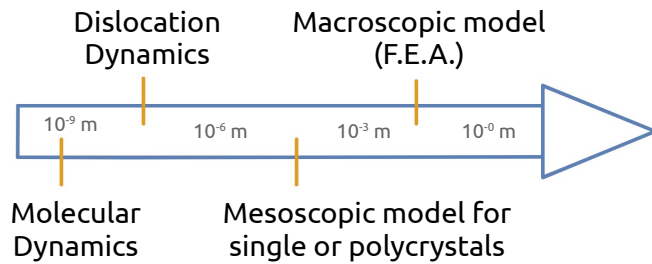 Dislocation
Dynamics
Macroscopic model
(F.E.A.)
10⁻⁹ m
10⁻⁶ m
10⁻³ m
10⁻⁰ m
Molecular
Dynamics
Mesoscopic model for
single or polycrystals